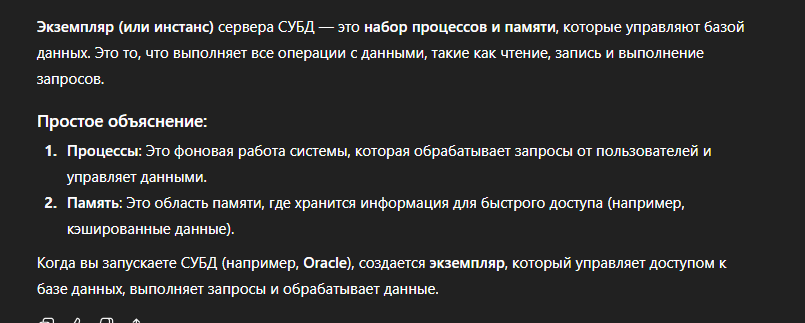 Экземпляр (или инстанс) сервера СУБД — это набор процессов и памяти, которые управляют базой
данных. Это то, что выполняет все операции с данными, такие как чтение, запись и выполнение
запросов.
Простое объяснение:
1. Процессы: Это фоновая работа системы, которая обрабатывает запросы от пользователей и
управляет данными.
2. Память: Это область памяти, где хранится информация для быстрого доступа (например,
кэшированные данные).
Когда вы запускаете СУБД (например, Oracle), создается экземпляр, который управляет доступом к
базе данных, выполняет запросы и обрабатывает данные.